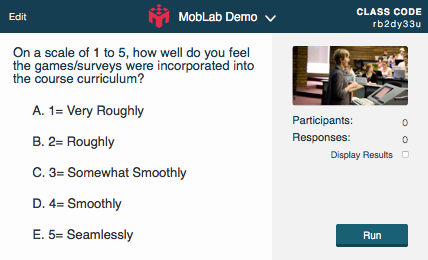 Edit
MobLab Demo
CLASS CODE
rb2dy33u
On a scale of 1 to 5, how well do you feel
the games/surveys were incorporated into
the course curriculum?
A. 1= Very Roughly
B. 2= Roughly
C. 3= Somewhat Smoothly
D. 4= Smoothly
E. 5= Seamlessly
Participants: 0
Responses: 0
Display Results
Run